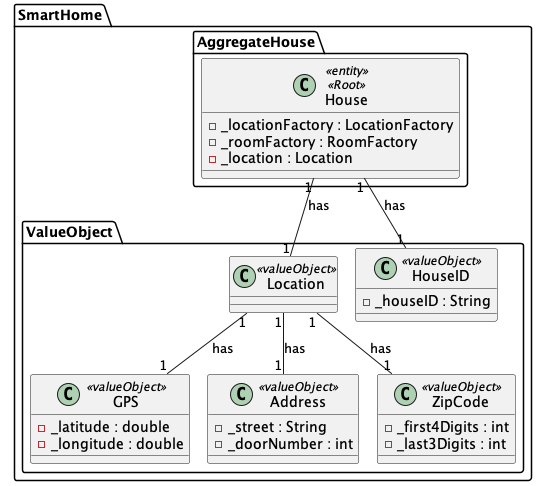 SmartHome
AggregateHouse
C
«entity»
«Root»
House
_locationFactory : LocationFactory
_roomFactory : RoomFactory
_location : Location
1
1
has
has
1
1
ValueObject
C
«valueObject»
Location
C
«valueObject»
HouseID
_houseID : String
1
1
1
has
has
has
1
1
1
C
«valueObject»
GPS
_latitude : double
_longitude : double
C
«valueObject»
Address
_street : String
_doorNumber : int
C
«valueObject»
ZipCode
_first4Digits : int
_last3Digits : int